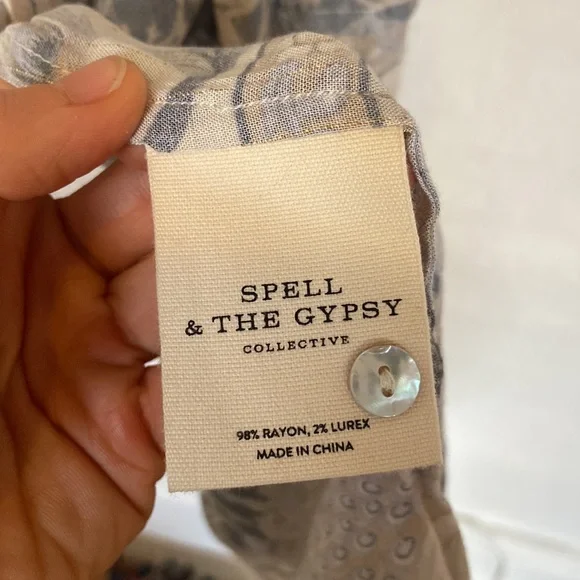 SPELL
& THE GYPSY
COLLECTIVE
98% RAYON, 2% LUREX
MADE IN CHINA